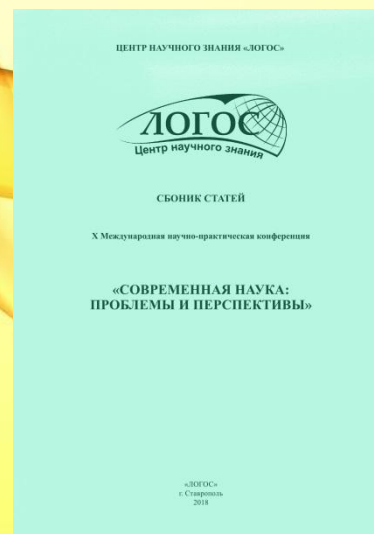 ЦЕНТР НАУЧНОГО ЗНАНИЯ «ЛОГОС»
ЛОГОС
Центр научного знания
СБОНИК СТАТЕЙ
X Международная научно-практическая конференция
«СОВРЕМЕННАЯ НАУКА:
ПРОБЛЕМЫ И ПЕРСПЕКТИВЫ»
«ЛОГОС»
г. Ставрополь
2018